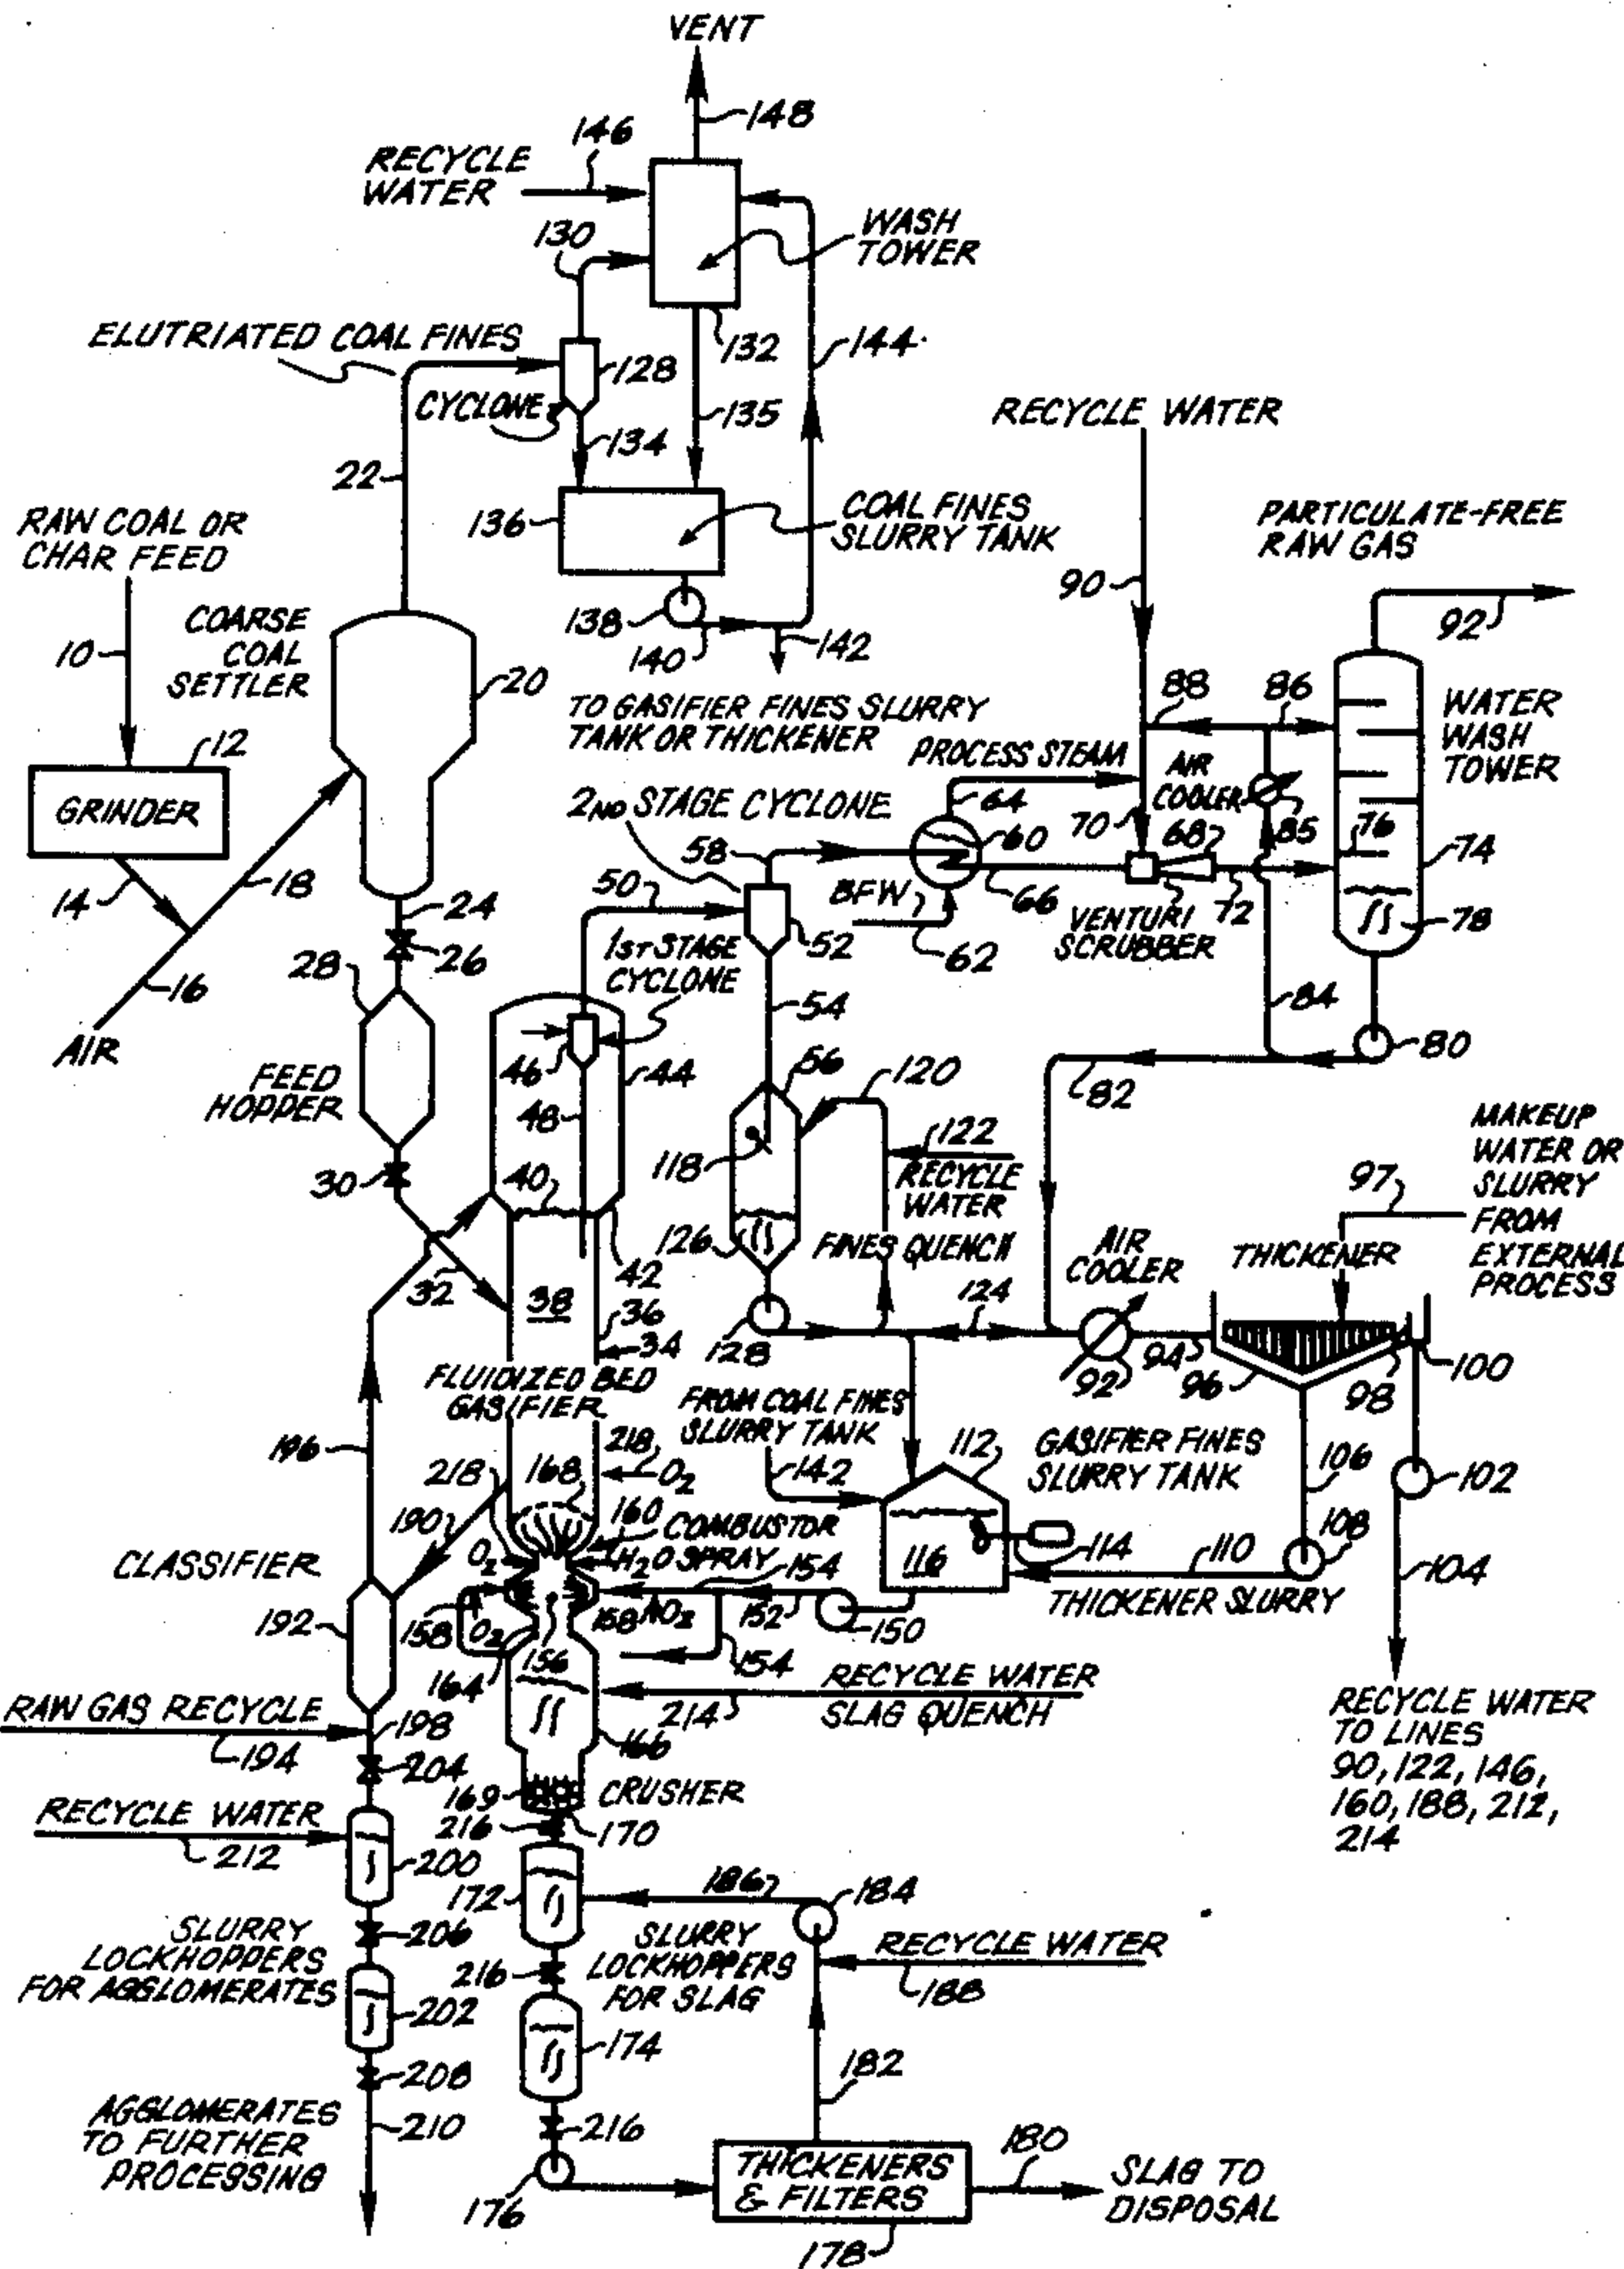 VENT
148
146
RECYCLE
WATER
130
WASH
TOWER
ELUTRIATED COAL FINES
132
144
128
CYCLONE
135
RECYCLE WATER
134
22
COAL FINES
SLURRY TANK
136
PARTICULATE-FREE
RAW GAS
RAW COAL OR
CHAR FEED
90
COARSE
COAL
SETTLER
138
92
10
140
142
20
TO GASIFIER FINES SLURRY
TANK OR THICKENER
88
86
WATER
WASH
TOWER
12
PROCESS STEAM
AIR
COOLER
GRINDER
2ND STAGE CYCLONE
64
70
60
68
85
76
74
58
14
18
50
BFW
66
72
24
52
VENTURI
SCRUBBER
78
1ST STAGE
CYCLONE
62
28
26
16
54
84
AIR
80
46
44
56
120
82
FEED
HOPPER
48
122
MAKEUP
WATER OR
SLURRY
FROM
EXTERNAL
PROCESS
118
30
40
RECYCLE
WATER
97
126
FINES QUENCH
AIR
COOLER
THICKENER
42
32
38
124
36
34
128
92
94
96
98
100
FLUIDIZED BED
GASIFIER
FROM COAL FINES
SLURRY TANK
196
218
112
GASIFIER FINES
SLURRY TANK
106
218
168
O2
142
102
190
160
COMBUSTOR
108
CLASSIFIER
O2
H2O SPRAY
154
116
114
110
104
192
158
O2
158
O2
152
150
THICKENER SLURRY
164
156
154
RECYCLE WATER
SLAG QUENCH
214
RAW GAS RECYCLE
198
166
RECYCLE WATER
TO LINES
90, 122, 146,
160, 188, 212,
214
194
204
169
CRUSHER
RECYCLE WATER
216
170
212
200
172
186
184
SLURRY
LOCKHOPPERS
FOR AGGLOMERATES
206
SLURRY
LOCKHOPPERS
FOR SLAG
RECYCLE WATER
216
188
202
174
208
182
AGGLOMERATES
TO FURTHER
PROCESSING
210
216
180
THICKENERS
& FILTERS
SLAG TO
DISPOSAL
176
178